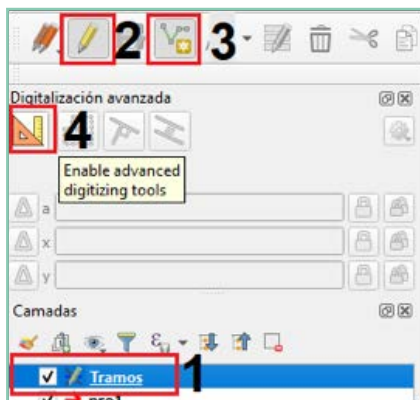 2 3
Digitalización avanzada
4
Enable advanced
digitizing tools
a
x
y
Camadas
Tramos 1